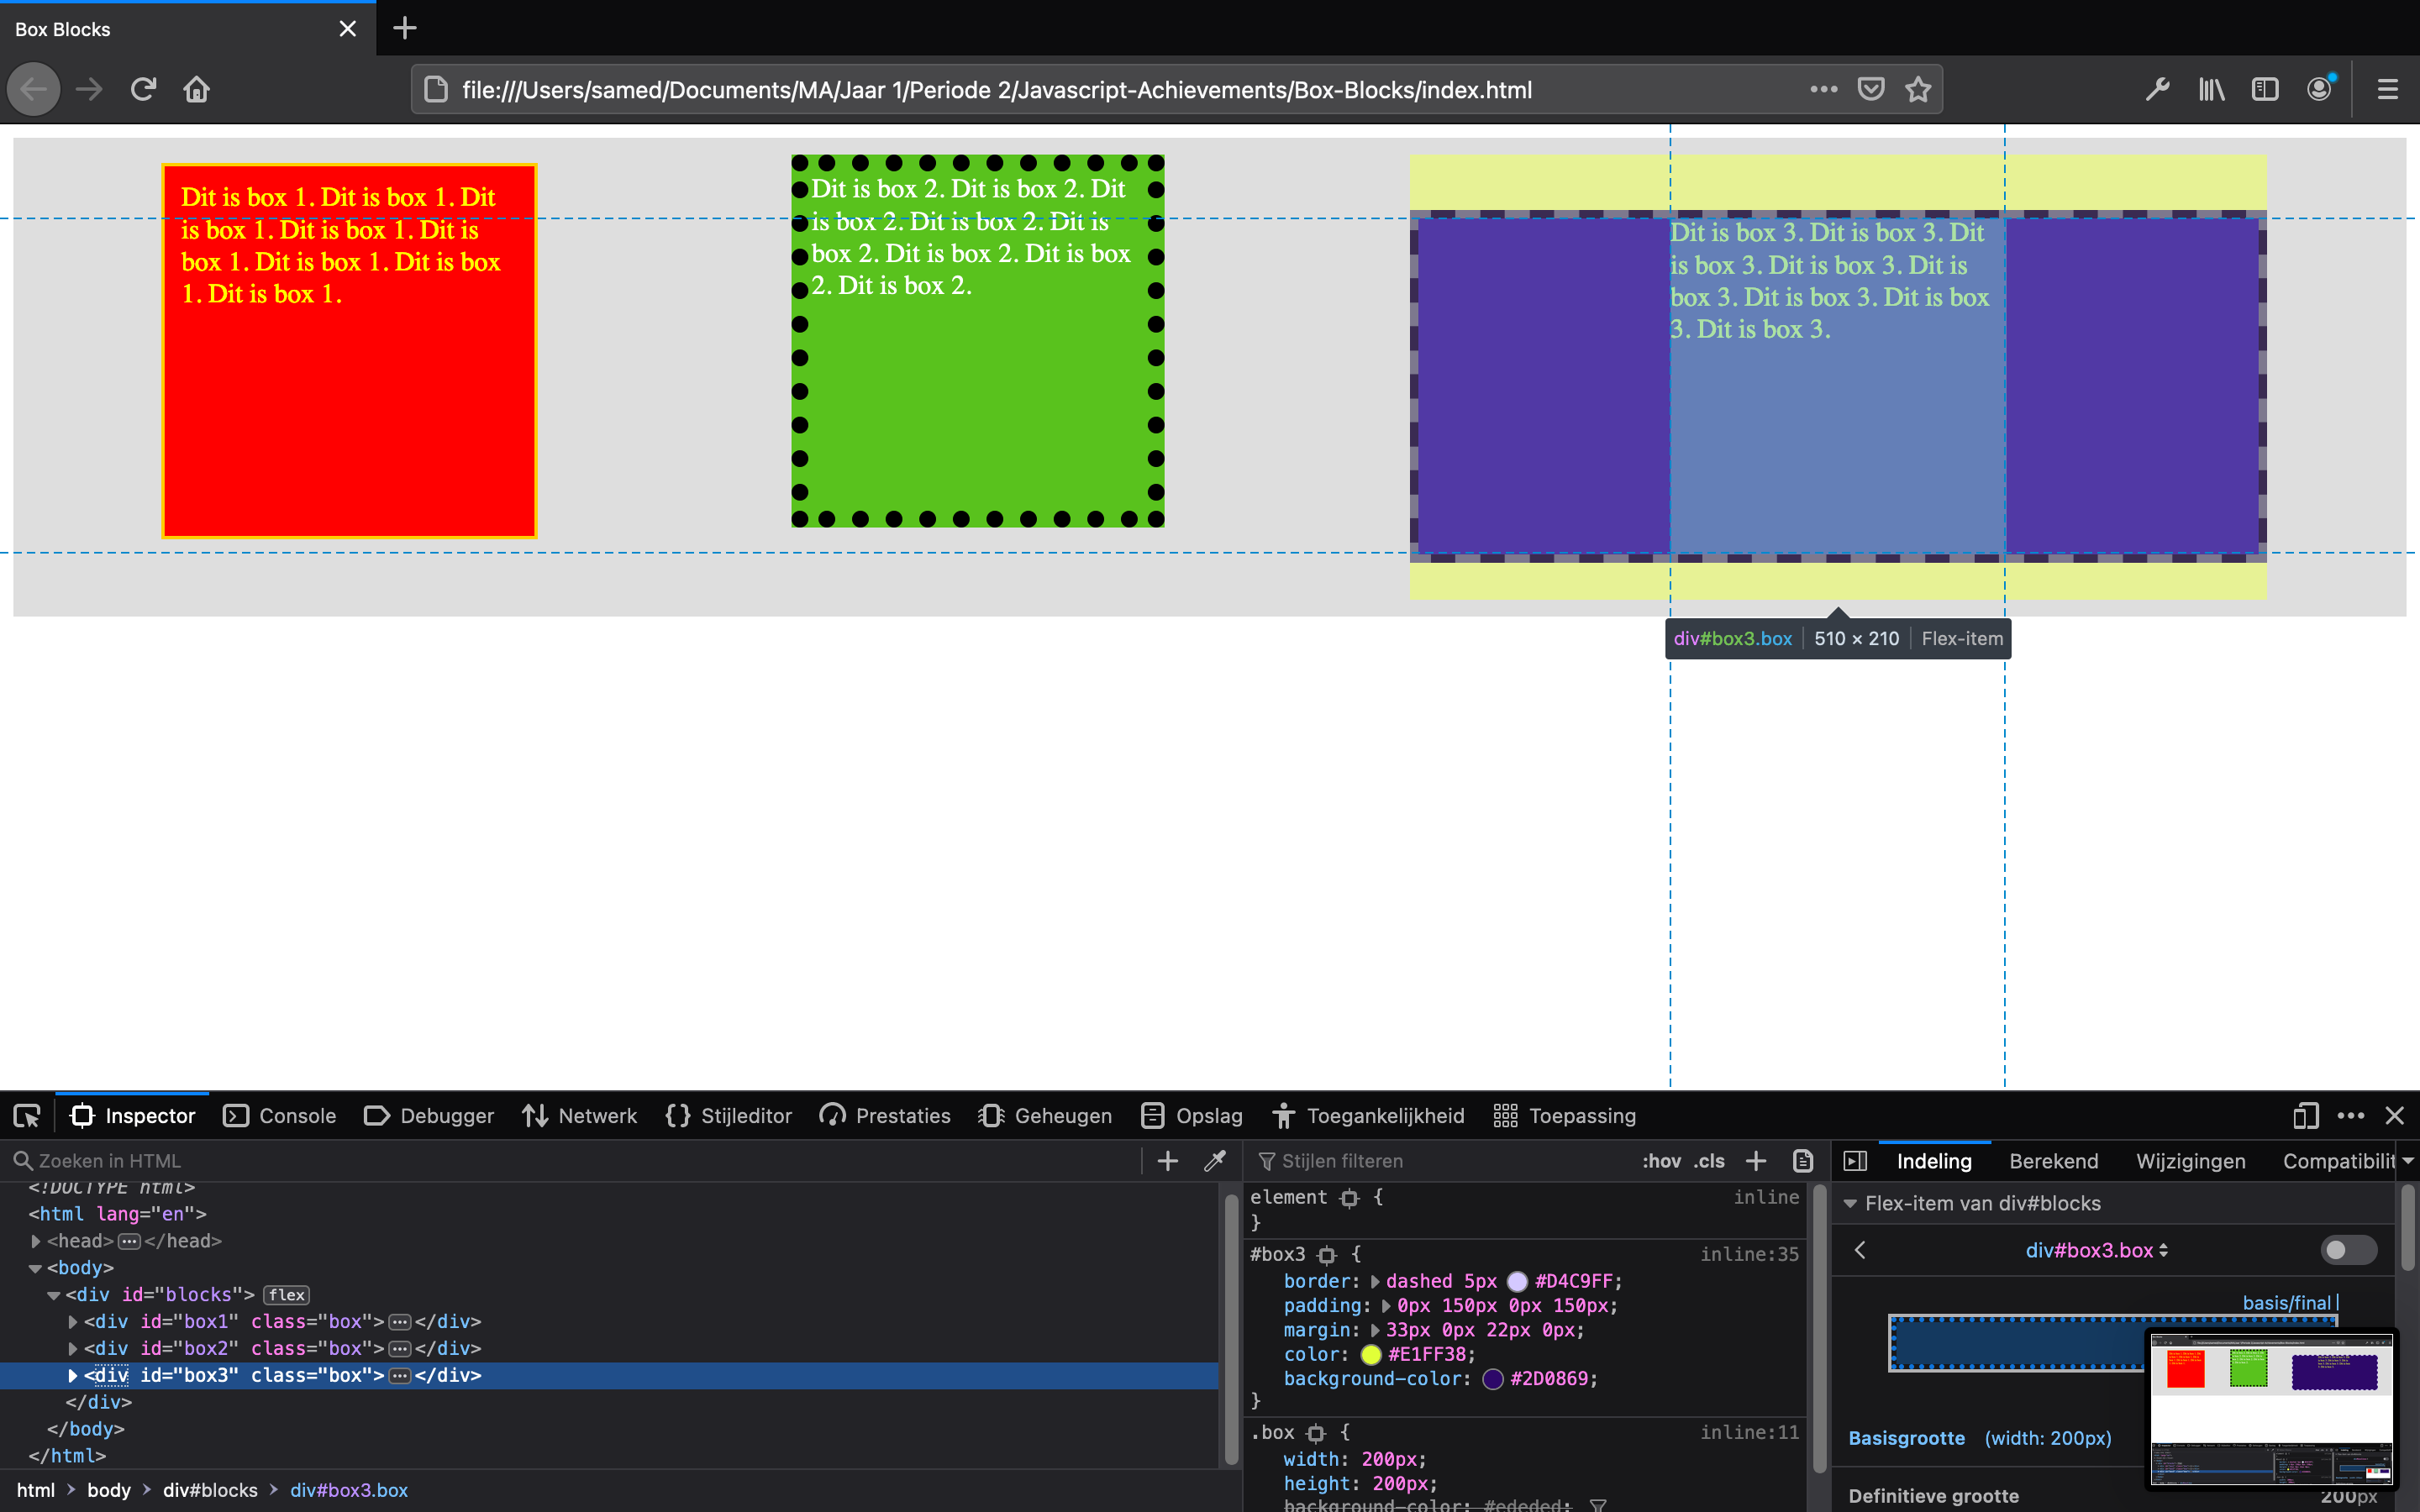 Box Blocks
file:///Users/samed/Documents/MA/Jaar 1/Periode 2/Javascript-Achievements/Box-Blocks/index.html
Dit is box 1. Dit is box 1. Dit
is box 1. Dit is box 1. Dit is
box 1. Dit is box 1. Dit is box
1. Dit is box 1.
Dit is box 2. Dit is box 2. Dit
is box 2. Dit is box 2. Dit is
box 2. Dit is box 2. Dit is box
2. Dit is box 2.
Dit is box 3. Dit is box 3. Dit
is box 3. Dit is box 3. Dit is
box 3. Dit is box 3. Dit is box
3. Dit is box 3.
div#box3.box 510 × 210 Flex-item
Inspector Console Debugger Netwerk Stijleditor Prestaties Geheugen Opslag Toegankelijkheid Toepassing
Zoeken in HTML
<!DOCTYPE html>
<html lang="en">
<head>…</head>
<body>
<div id="blocks"> flex
<div id="box1" class="box">…</div>
<div id="box2" class="box">…</div>
<div id="box3" class="box">…</div>
</div>
</body>
</html>
html > body > div#blocks > div#box3.box
Stijlen filteren :hov .cls
element { inline
}
#box3 { inline:35
border: dashed 5px #D4C9FF;
padding: 0px 150px 0px 150px;
margin: 33px 0px 22px 0px;
color: #E1FF38;
background-color: #2D0869;
}
.box { inline:11
width: 200px;
height: 200px;
background-color: #ededed;
Indeling Berekend Wijzigingen Compatibilit
Flex-item van div#blocks
div#box3.box
basis/final
Basisgrootte (width: 200px)
Definitieve grootte 200px